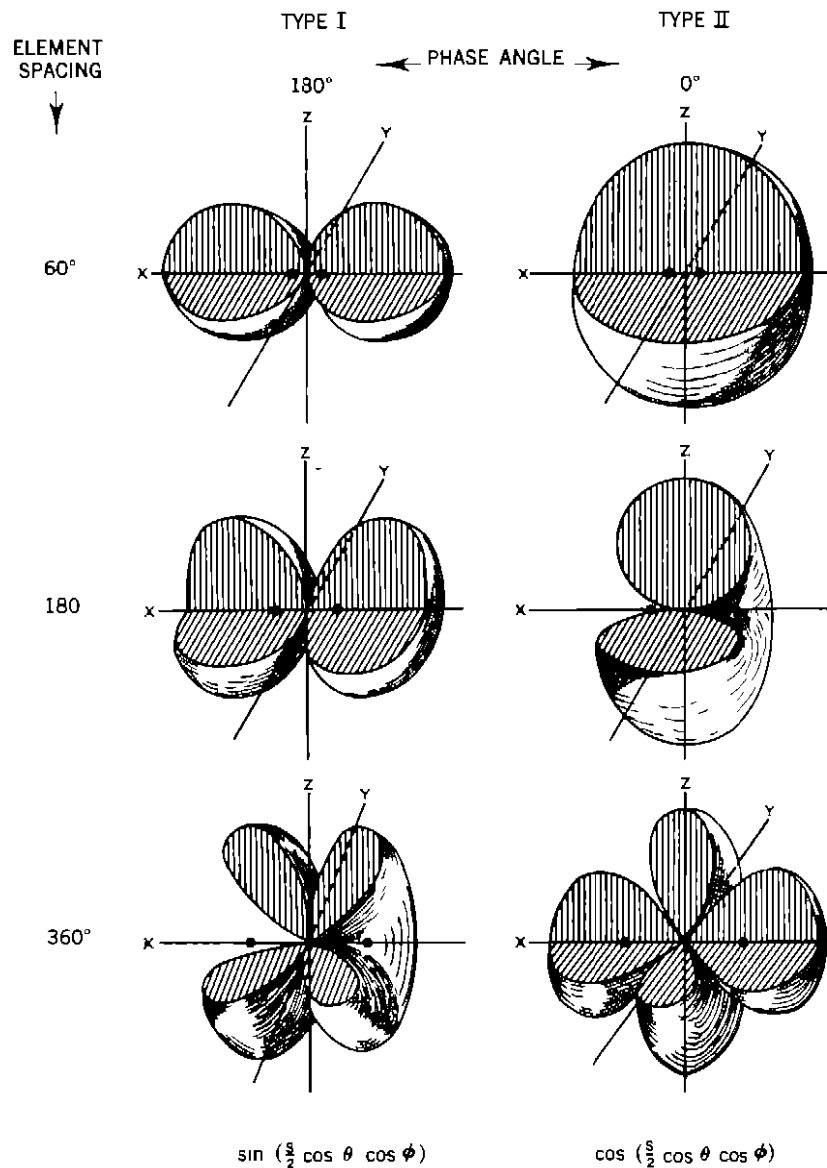 TYPE I TYPE II
ELEMENT SPACING
PHASE ANGLE
180° 0°
Z Z
Y Y
60° X X
Z Z
Y Y
180 X X
Z Z
Y Y
360° X X
sin (s/2 cos θ cos ϕ) cos (s/2 cos θ cos ϕ)